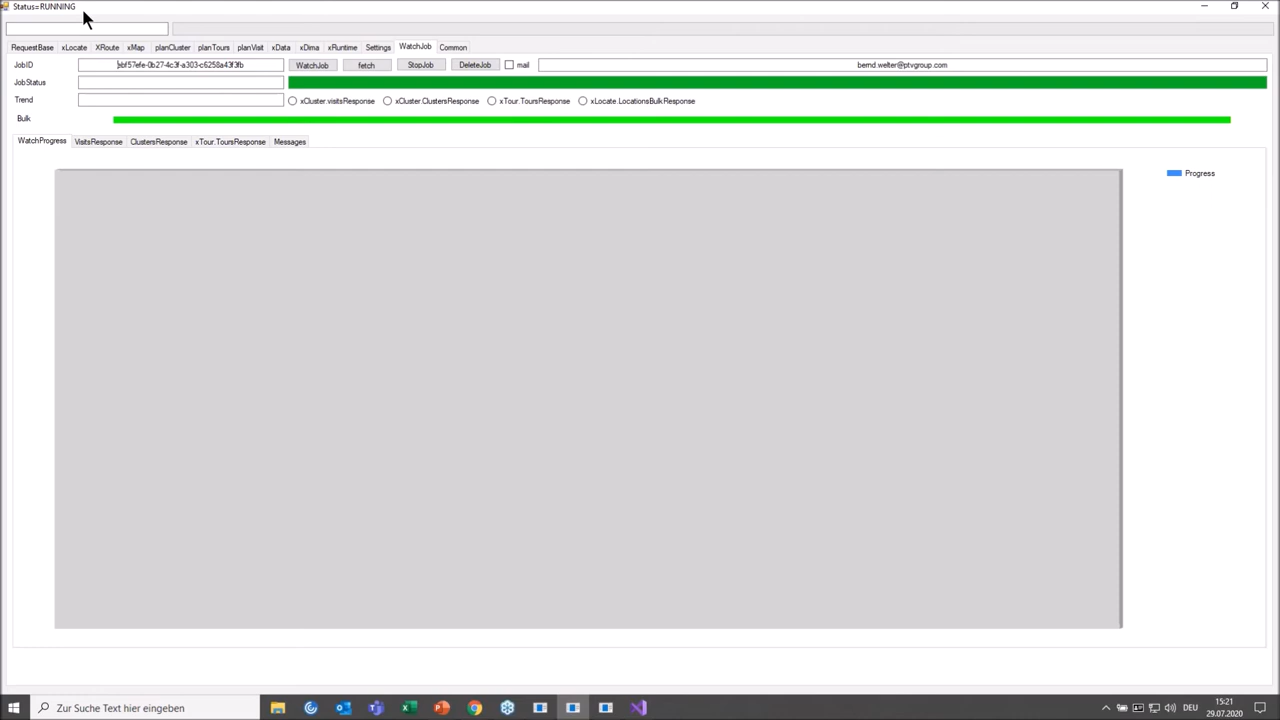 Status=RUNNING
RequestBase xLocate XRoute xMap planCluster planTours planVisit xData xDima xRuntime Settings WatchJob Common
JobID ebf57efe-0b27-4c3f-a303-c6258a43f3fb WatchJob fetch StopJob DeleteJob mail bernd.welter@ptvgroup.com
JobStatus
Trend xCluster.visitsResponse xCluster.ClustersResponse xTour.ToursResponse xLocate.LocationsBulkResponse
Bulk
WatchProgress VisitsResponse ClustersResponse xTour.ToursResponse Messages
Progress
Zur Suche Text hier eingeben DEU 15:21
29.07.2020